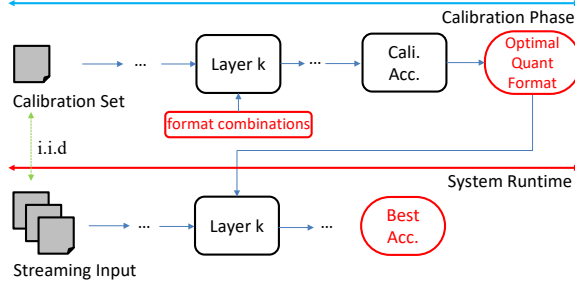 Calibration Phase
...
Layer k
...
Cali.
Acc.
Optimal
Quant
Format
Calibration Set
format combinations
i.i.d
System Runtime
...
Layer k
...
Best
Acc.
Streaming Input